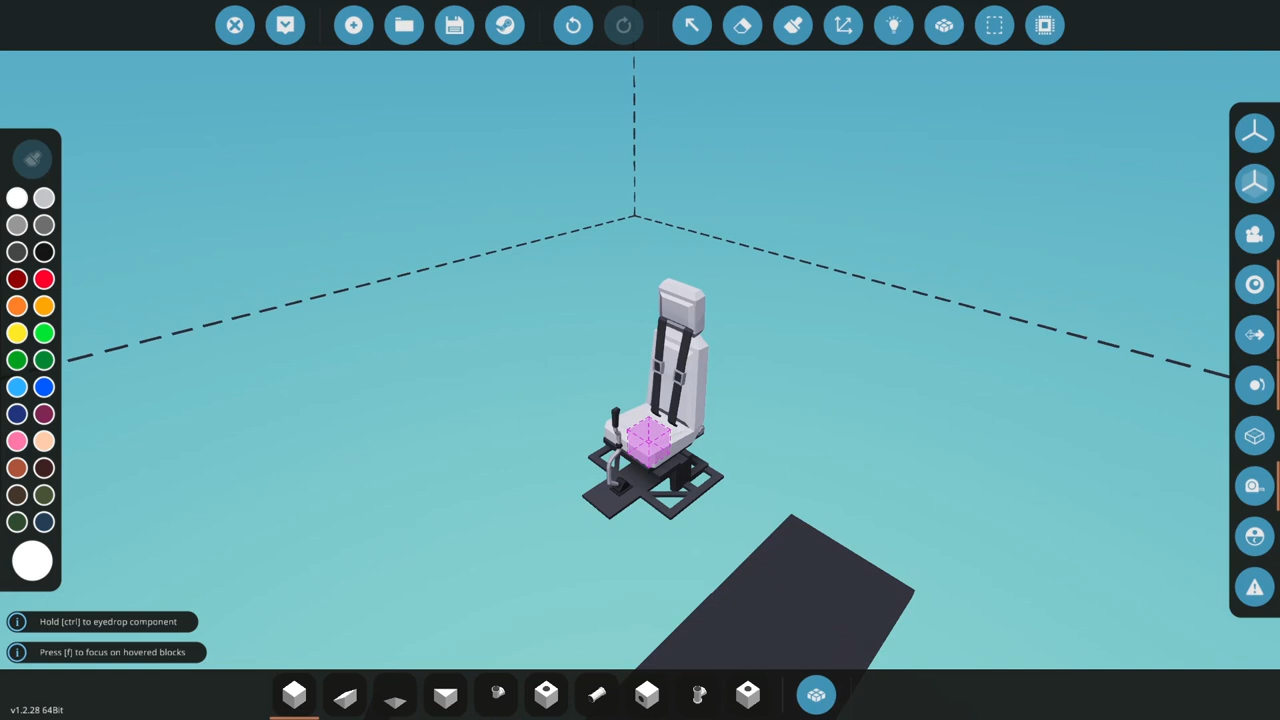 Hold [ctrl] to eyedrop component
Press [f] to focus on hovered blocks
v1.2.28 64Bit